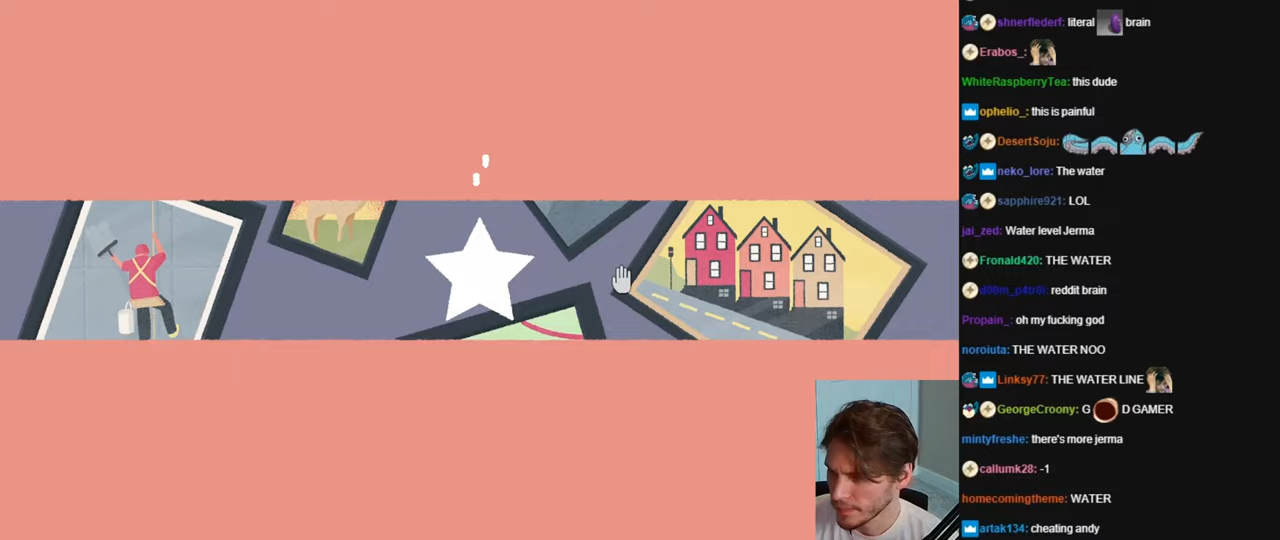 shnerflederf: literal brain
Erabos_:
WhiteRaspberryTea: this dude
ophelio_: this is painful
DesertSoju:
neko_lore: The water
sapphire921: LOL
jai_zed: Water level Jerma
Fronald420: THE WATER
d00m_p4tr0l: reddit brain
Propain_: oh my fucking god
noroiuta: THE WATER NOO
Linksy77: THE WATER LINE
GeorgeCroony: G D GAMER
mintyfreshe: there's more jerma
callumk28: -1
homecomingtheme: WATER
artak134: cheating andy